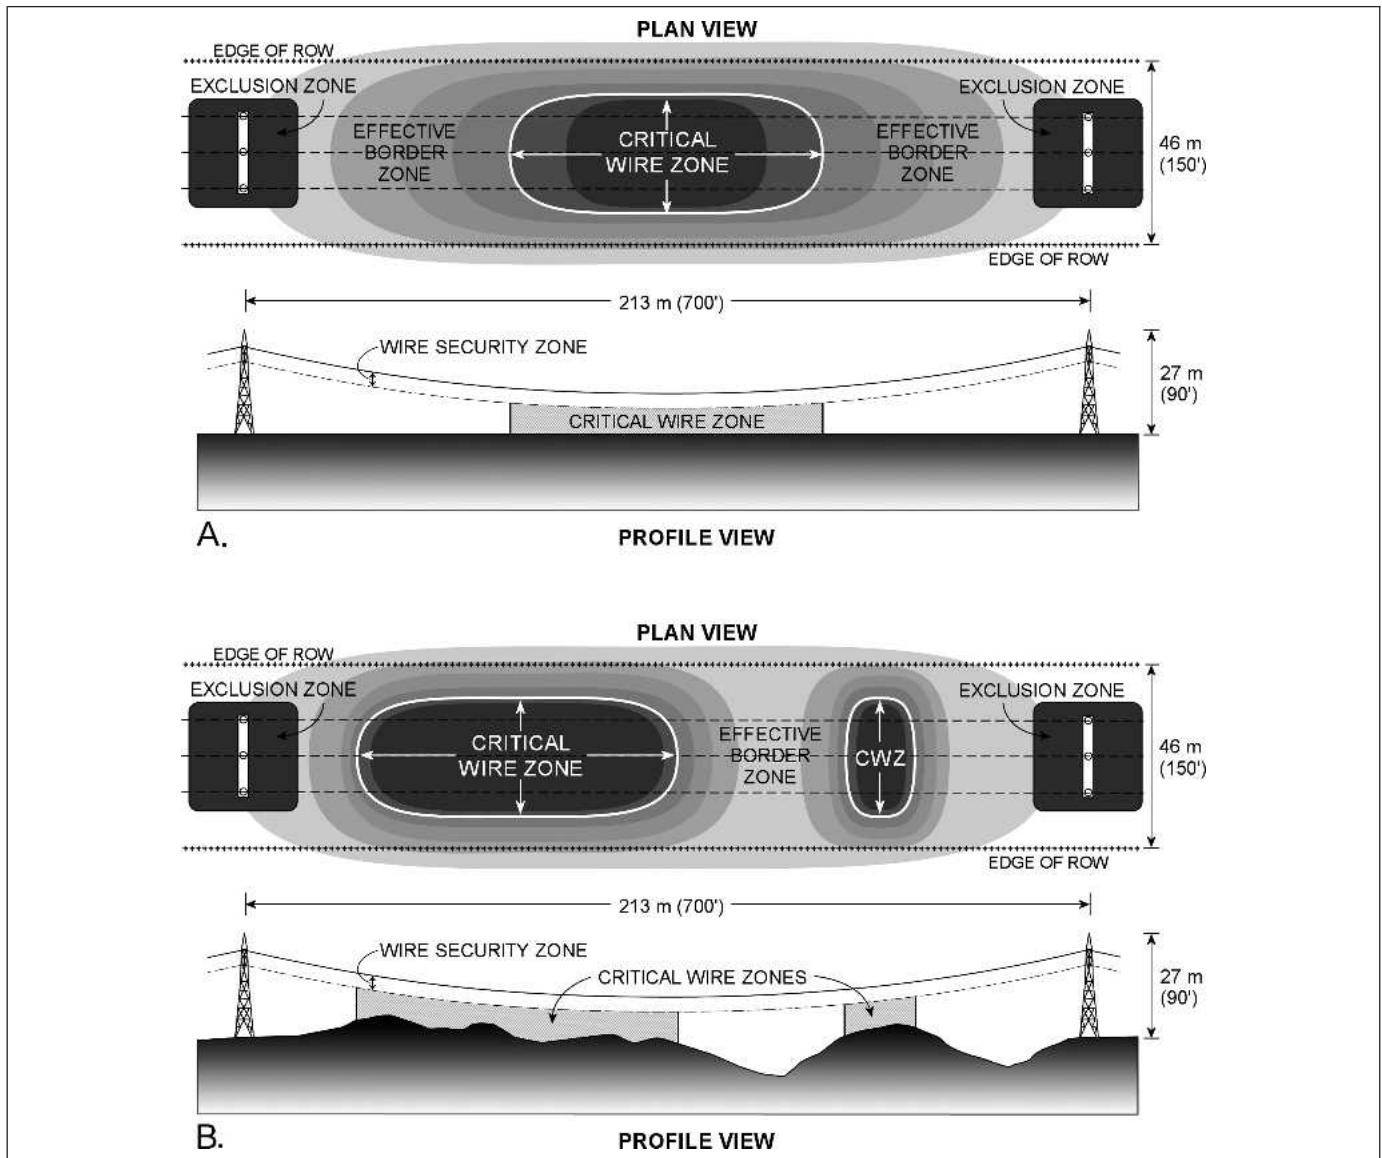 PLAN VIEW
EDGE OF ROW
EXCLUSION ZONE
EXCLUSION ZONE
EFFECTIVE
BORDER
ZONE
CRITICAL
WIRE ZONE
EFFECTIVE
BORDER
ZONE
46 m
(150')
EDGE OF ROW
213 m (700')
WIRE SECURITY ZONE
27 m
(90')
CRITICAL WIRE ZONE
A.
PROFILE VIEW
PLAN VIEW
EDGE OF ROW
EXCLUSION ZONE
EXCLUSION ZONE
CRITICAL
WIRE ZONE
EFFECTIVE
BORDER
ZONE
CWZ
46 m
(150')
EDGE OF ROW
213 m (700')
WIRE SECURITY ZONE
CRITICAL WIRE ZONES
27 m
(90')
B.
PROFILE VIEW